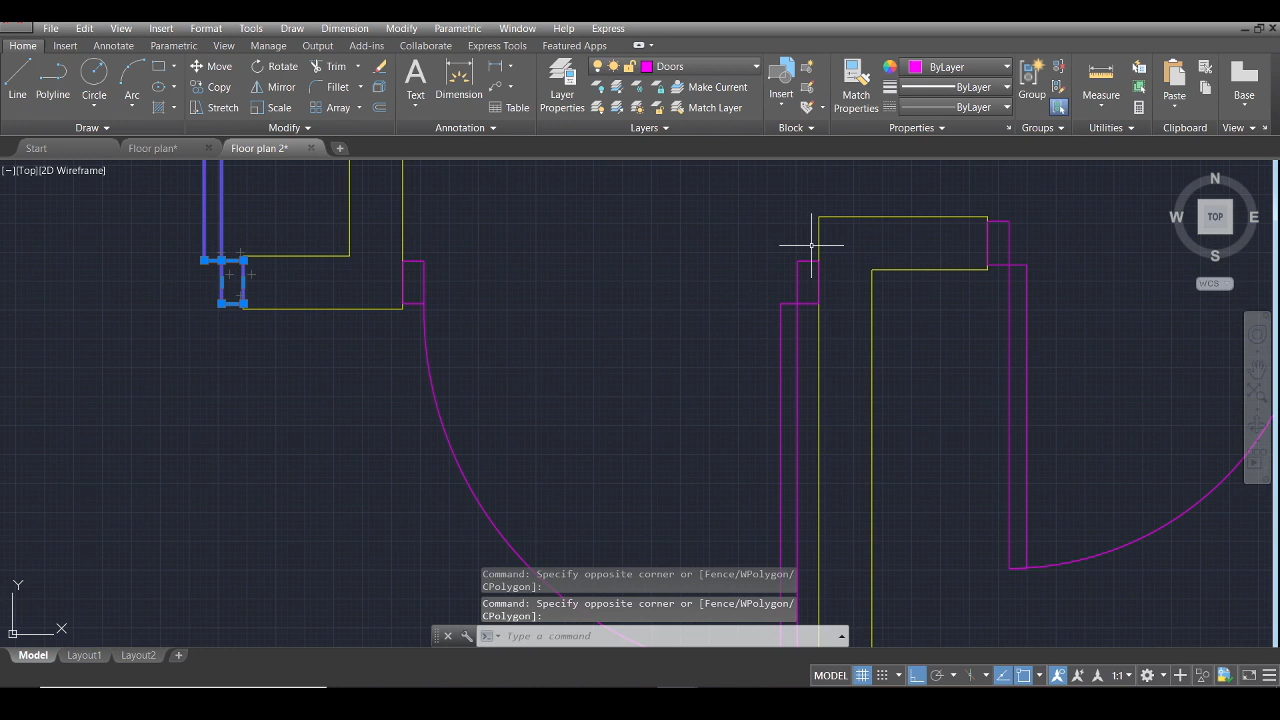 File Edit View Insert Format Tools Draw Dimension Modify Parametric Window Help Express
Home Insert Annotate Parametric View Manage Output Add-ins Collaborate Express Tools Featured Apps
Move Rotate Trim Doors ByLayer
Copy Mirror Fillet Make Current ByLayer
Line Polyline Circle Arc Text Dimension Layer Properties Insert Match Properties Group Measure Paste Base
Stretch Scale Array Table Match Layer ByLayer
Draw Modify Annotation Layers Block Properties Groups Utilities Clipboard View
Start Floor plan* Floor plan 2*
[−][Top][2D Wireframe]
N
W TOP E
S
WCS
Command: Specify opposite corner or [Fence/WPolygon/
CPolygon]:
Command: Specify opposite corner or [Fence/WPolygon/
CPolygon]:
Y
X
Type a command
Model Layout1 Layout2
MODEL 1:1